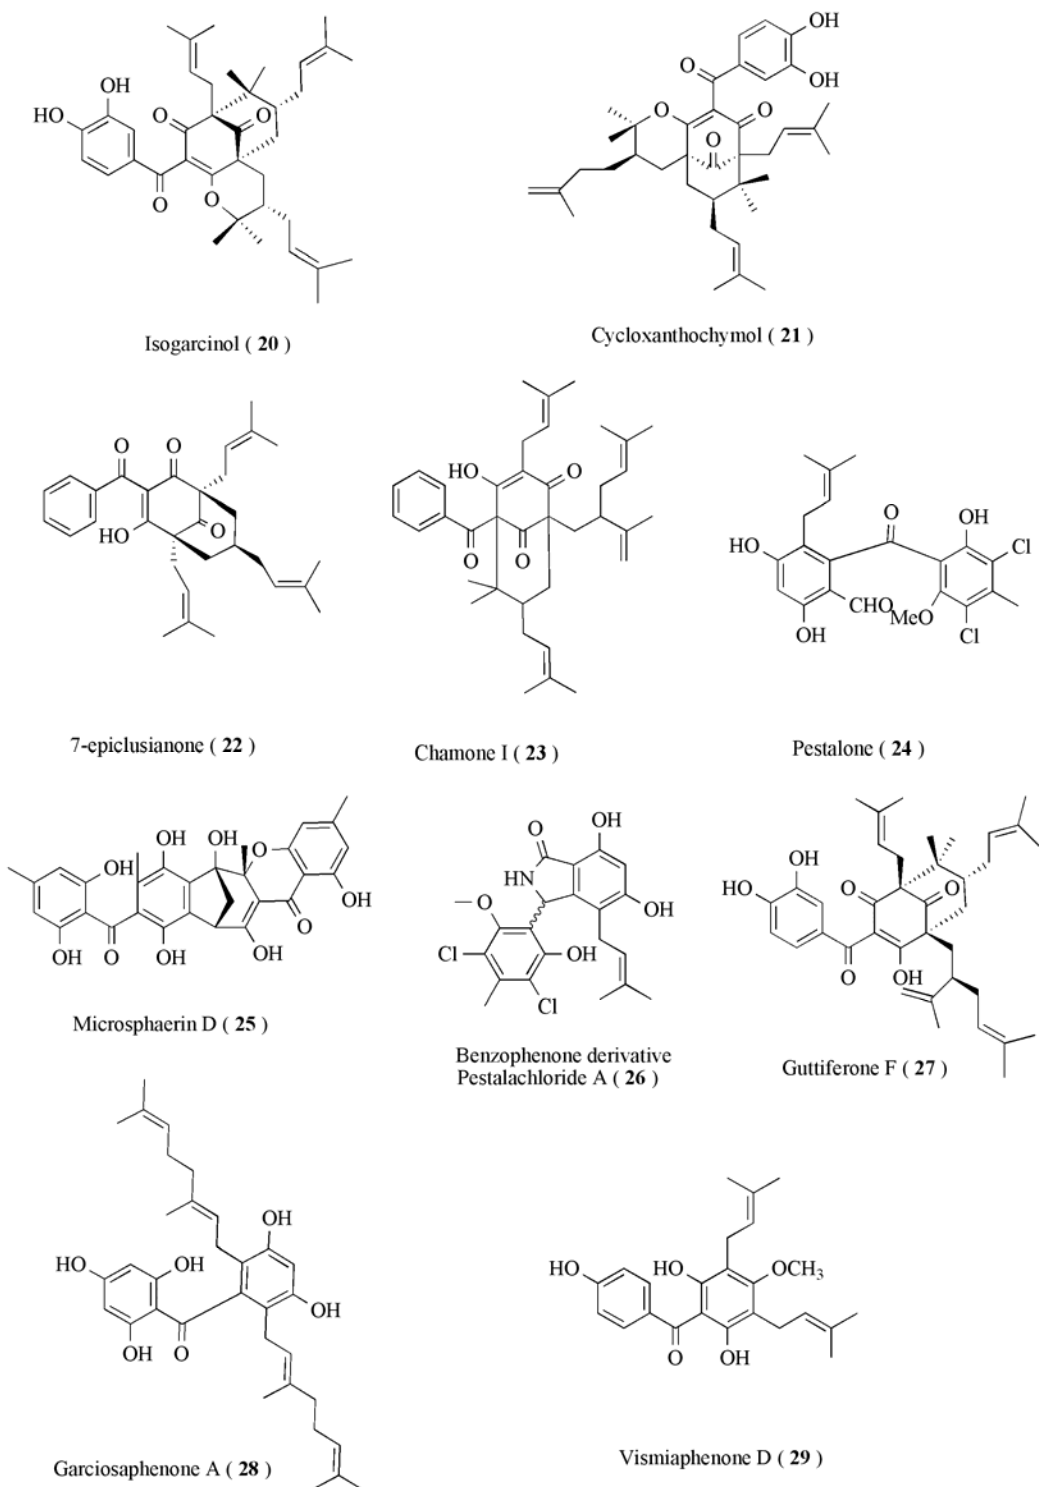 OH
OH
OH
HO
O
O
O
O
Isogarcinol ( 20 )
OH
OH
O
O
O
O
Cycloxanthochymol ( 21 )
O
O
HO
O
7-epiclusianone ( 22 )
HO
O
O
O
Chamone I ( 23 )
O
OH
HO
Cl
CHO
MeO
OH
Cl
Pestalone ( 24 )
OH
OH
OH
O
OH
O
OH
OH
OH
OH
O
Microsphaerin D ( 25 )
O
OH
HN
O
OH
Cl
OH
Cl
Benzophenone derivative
Pestalachloride A ( 26 )
OH
HO
O
O
O
OH
Guttiferone F ( 27 )
OH
HO
OH
OH
OH
O
Garciosaphenone A ( 28 )
HO
HO
OCH3
O
OH
Vismiaphenone D ( 29 )